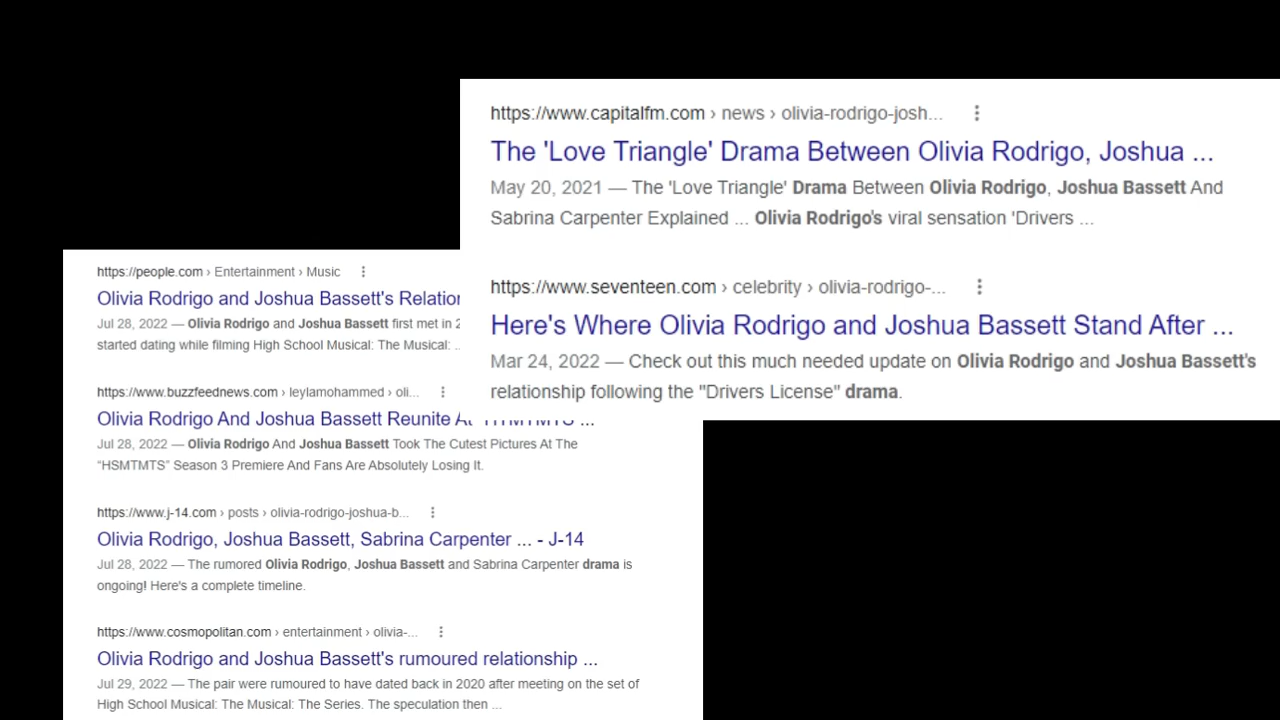 https://www.capitalfm.com › news › olivia-rodrigo-josh...
The 'Love Triangle' Drama Between Olivia Rodrigo, Joshua ...
May 20, 2021 — The 'Love Triangle' Drama Between Olivia Rodrigo, Joshua Bassett And
Sabrina Carpenter Explained ... Olivia Rodrigo's viral sensation 'Drivers ...
https://www.seventeen.com › celebrity › olivia-rodrigo-...
Here's Where Olivia Rodrigo and Joshua Bassett Stand After ...
Mar 24, 2022 — Check out this much needed update on Olivia Rodrigo and Joshua Bassett's
relationship following the "Drivers License" drama.
https://people.com › Entertainment › Music
Olivia Rodrigo and Joshua Bassett's
Jul 28, 2022 — Olivia Rodrigo and Joshua Bassett first met in
started dating while filming High School Musical: The Musical: ..
https://www.buzzfeednews.com › leylamohammed › oli...
Olivia Rodrigo And Joshua Bassett Reunite
Jul 28, 2022 — Olivia Rodrigo And Joshua Bassett Took The Cutest Pictures At The
“HSMTMTS” Season 3 Premiere And Fans Are Absolutely Losing It.
https://www.j-14.com › posts › olivia-rodrigo-joshua-b...
Olivia Rodrigo, Joshua Bassett, Sabrina Carpenter ... - J-14
Jul 28, 2022 — The rumored Olivia Rodrigo, Joshua Bassett and Sabrina Carpenter drama is
ongoing! Here's a complete timeline.
https://www.cosmopolitan.com › entertainment › olivia-...
Olivia Rodrigo and Joshua Bassett's rumoured relationship ...
Jul 29, 2022 — The pair were rumoured to have dated back in 2020 after meeting on the set of
High School Musical: The Musical: The Series. The speculation then ...